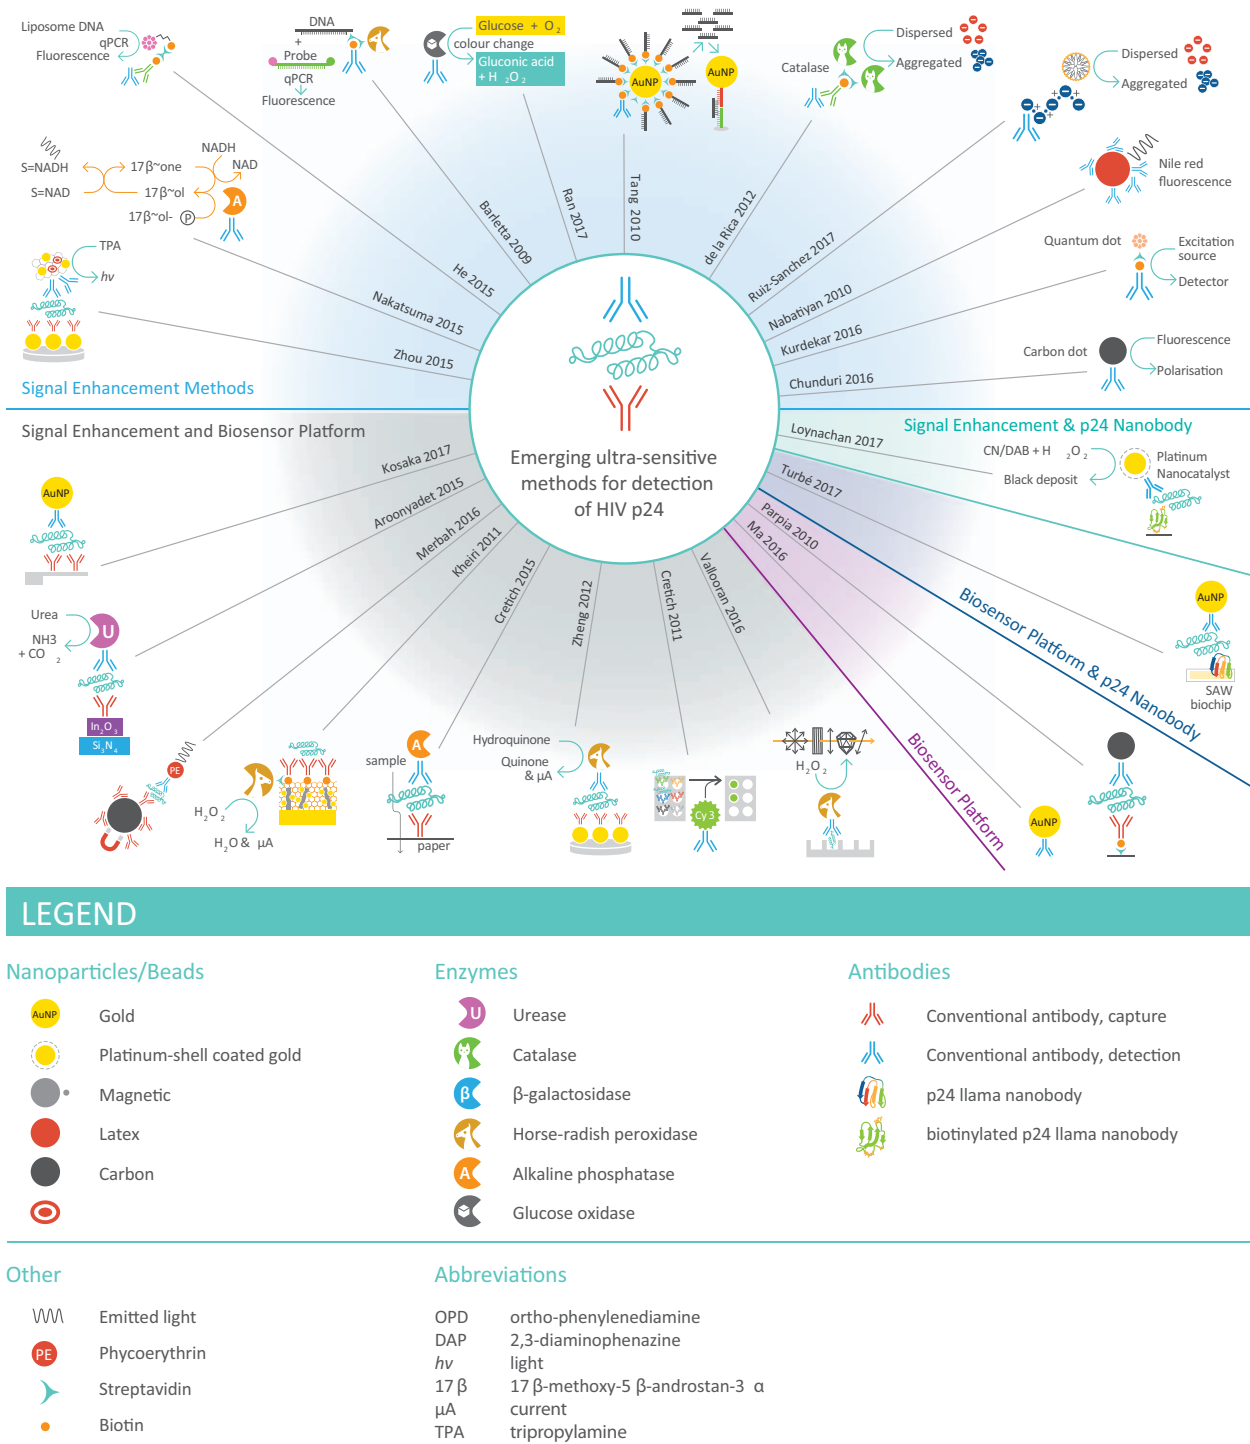 Liposome DNA
qPCR
Fluorescence
DNA
+
Probe
qPCR
Fluorescence
Glucose + O2
colour change
Gluconic acid
+ H2O2
AuNP
AuNP
Catalase
Dispersed
Aggregated
Dispersed
Aggregated
S=NADH
S=NAD
17β~one
17β~ol
17β~ol-
P
NADH
NAD
A
TPA
hν
Nile red
fluorescence
Quantum dot
Excitation
source
Detector
Carbon dot
Fluorescence
Polarisation
Zhou 2015
Nakatsuma 2015
He 2015
Barletta 2009
Ran 2017
Tang 2010
de la Rica 2012
Ruiz-Sanchez 2017
Nabatiyan 2010
Kurdekar 2016
Chunduri 2016
Signal Enhancement Methods
Signal Enhancement and Biosensor Platform
Emerging ultra-sensitive
methods for detection
of HIV p24
Loynachan 2017
Signal Enhancement & p24 Nanobody
CN/DAB + H2O2
Black deposit
Platinum
Nanocatalyst
Turbé 2017
Parpia 2010
Ma 2016
Vallooran 2016
Cretich 2011
Zheng 2012
Cretich 2015
Kheiri 2011
Merbah 2016
Aroonyadet 2015
Kosaka 2017
Biosensor Platform & p24 Nanobody
Biosensor Platform
AuNP
SAW
biochip
AuNP
Urea
NH3
+ CO2
U
In2O3
Si3N4
PE
H2O2
H2O & μA
A
sample
paper
Hydroquinone
Quinone
& μA
Cy3
H2O2
AuNP
LEGEND
Nanoparticles/Beads
AuNP Gold
Platinum-shell coated gold
Magnetic
Latex
Carbon
Enzymes
U Urease
Catalase
β β-galactosidase
Horse-radish peroxidase
A Alkaline phosphatase
Glucose oxidase
Antibodies
Conventional antibody, capture
Conventional antibody, detection
p24 llama nanobody
biotinylated p24 llama nanobody
Other
Emitted light
PE Phycoerythrin
Streptavidin
Biotin
Abbreviations
OPD ortho-phenylenediamine
DAP 2,3-diaminophenazine
hν light
17 β 17 β-methoxy-5 β-androstan-3 α
μA current
TPA tripropylamine